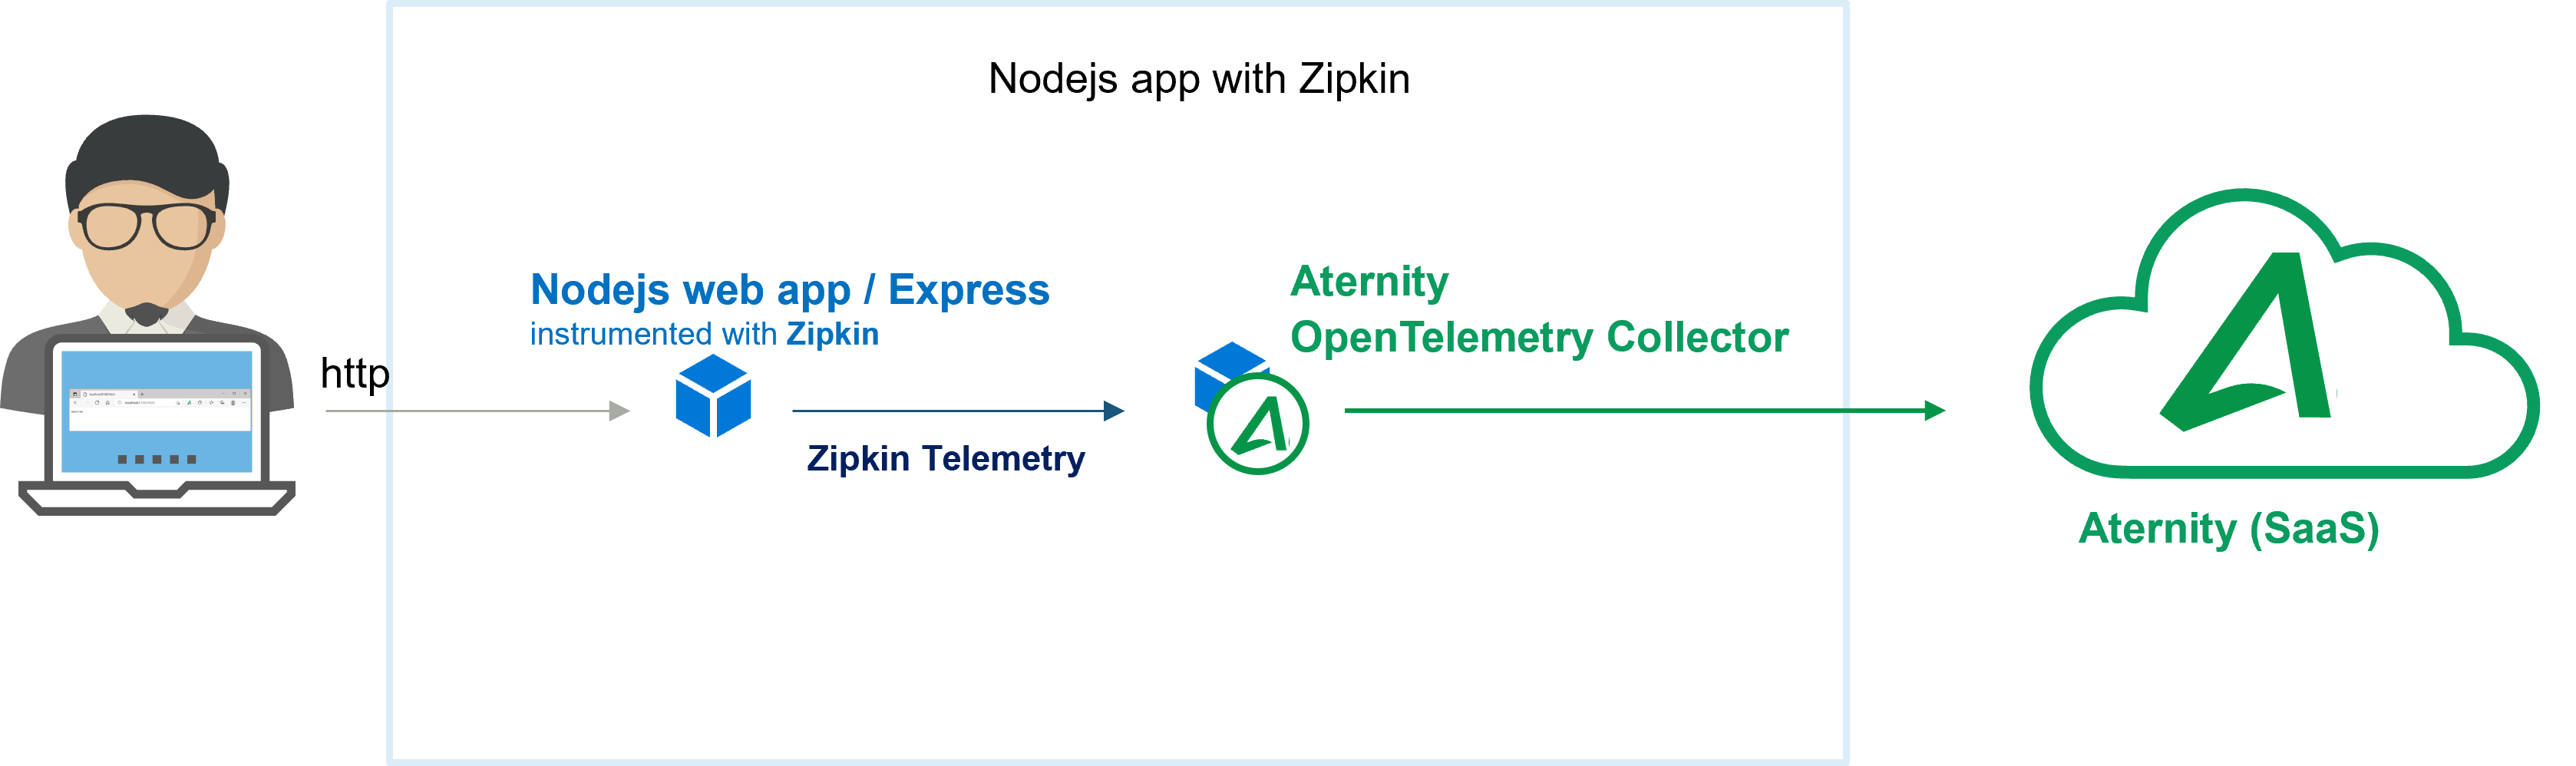 Nodejs app with Zipkin
Nodejs web app / Express
instrumented with Zipkin
http
Zipkin Telemetry
Aternity
OpenTelemetry Collector
Aternity (SaaS)